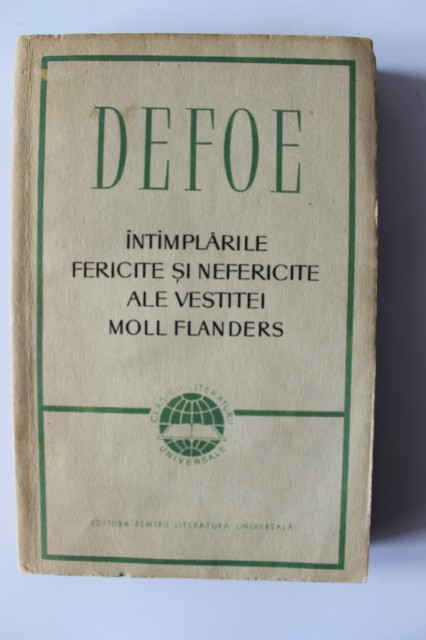 DEFOE
ÎNTÎMPLĂRILE
FERICITE ȘI NEFERICITE
ALE VESTITEI
MOLL FLANDERS
CLASICII LITERATURII
UNIVERSALE
EDITURA PENTRU LITERATURA UNIVERSALĂ